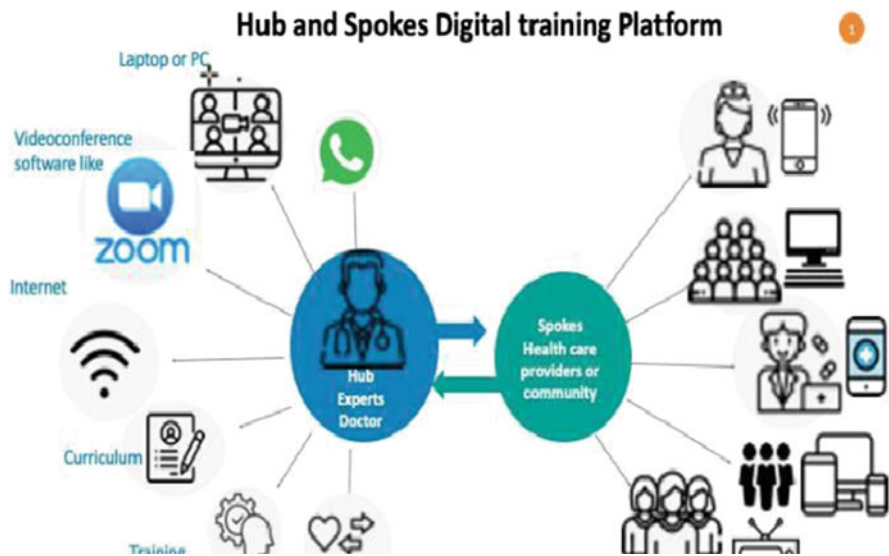 Hub and Spokes Digital training Platform
1
Laptop or PC
Videoconference
software like
zoom
Internet
Hub
Experts
Doctor
Spokes
Health care
providers or
community
Curriculum
Training